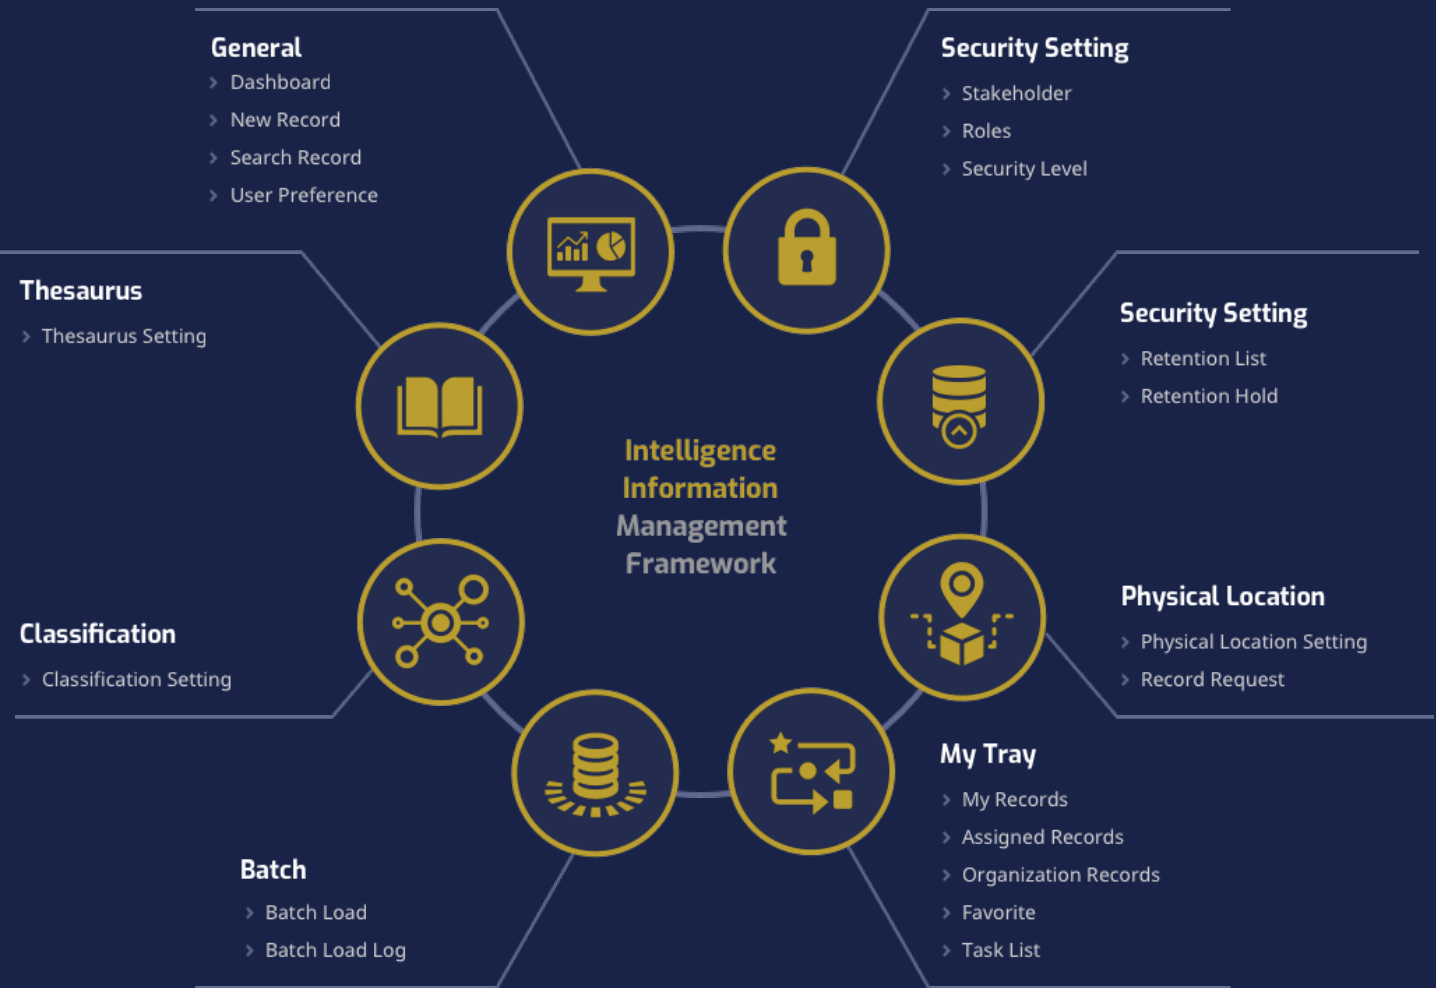 General
Dashboard
New Record
Search Record
User Preference
Security Setting
Stakeholder
Roles
Security Level
Thesaurus
Thesaurus Setting
Security Setting
Retention List
Retention Hold
Intelligence
Information
Management
Framework
Classification
Classification Setting
Physical Location
Physical Location Setting
Record Request
Batch
Batch Load
Batch Load Log
My Tray
My Records
Assigned Records
Organization Records
Favorite
Task List